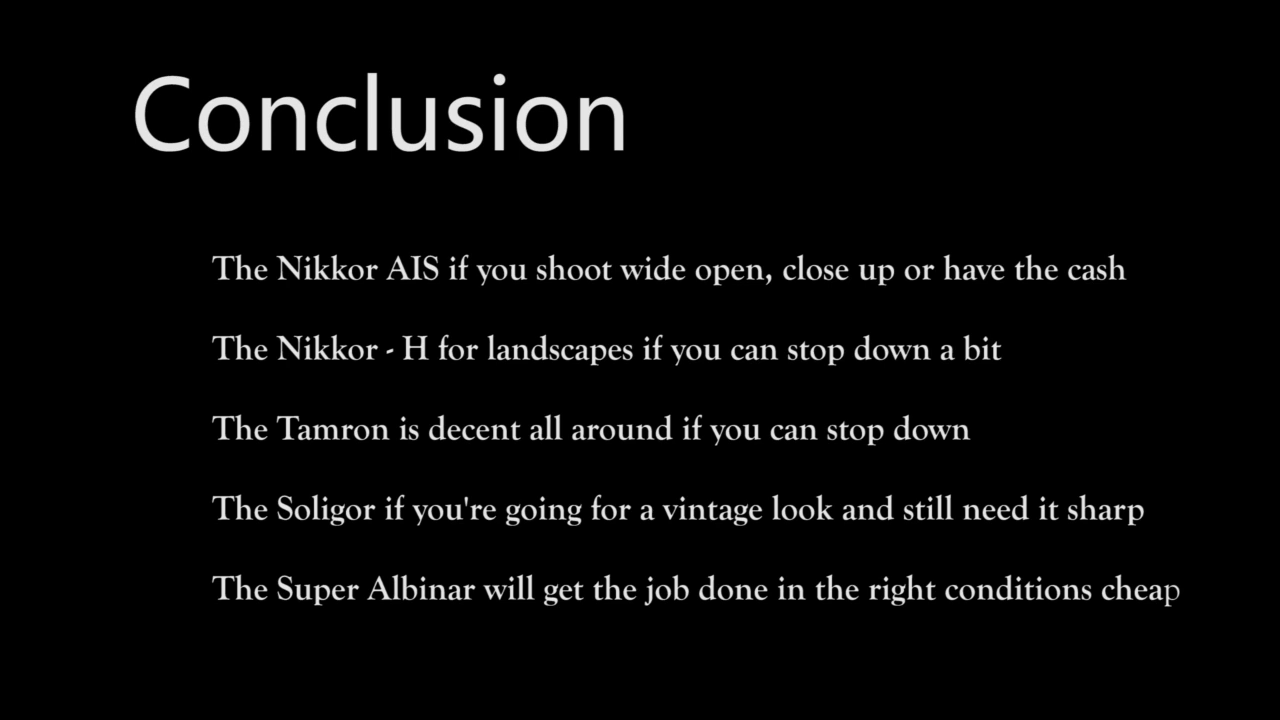 Conclusion
The Nikkor AIS if you shoot wide open, close up or have the cash
The Nikkor - H for landscapes if you can stop down a bit
The Tamron is decent all around if you can stop down
The Soligor if you're going for a vintage look and still need it sharp
The Super Albinar will get the job done in the right conditions cheap